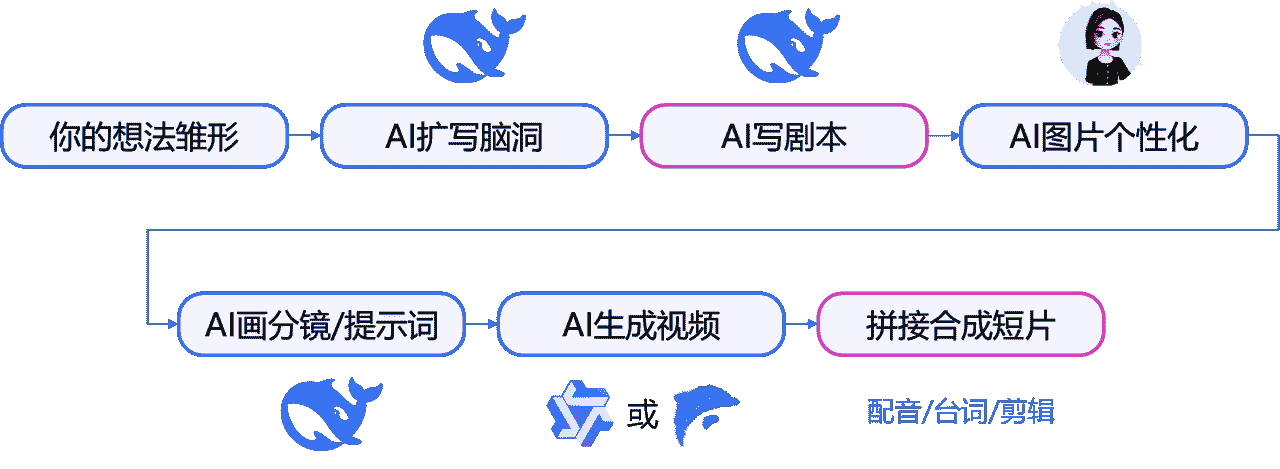 你的想法雏形
AI扩写脑洞
AI写剧本
AI图片个性化
AI画分镜/提示词
AI生成视频
拼接合成短片
或
配音/台词/剪辑